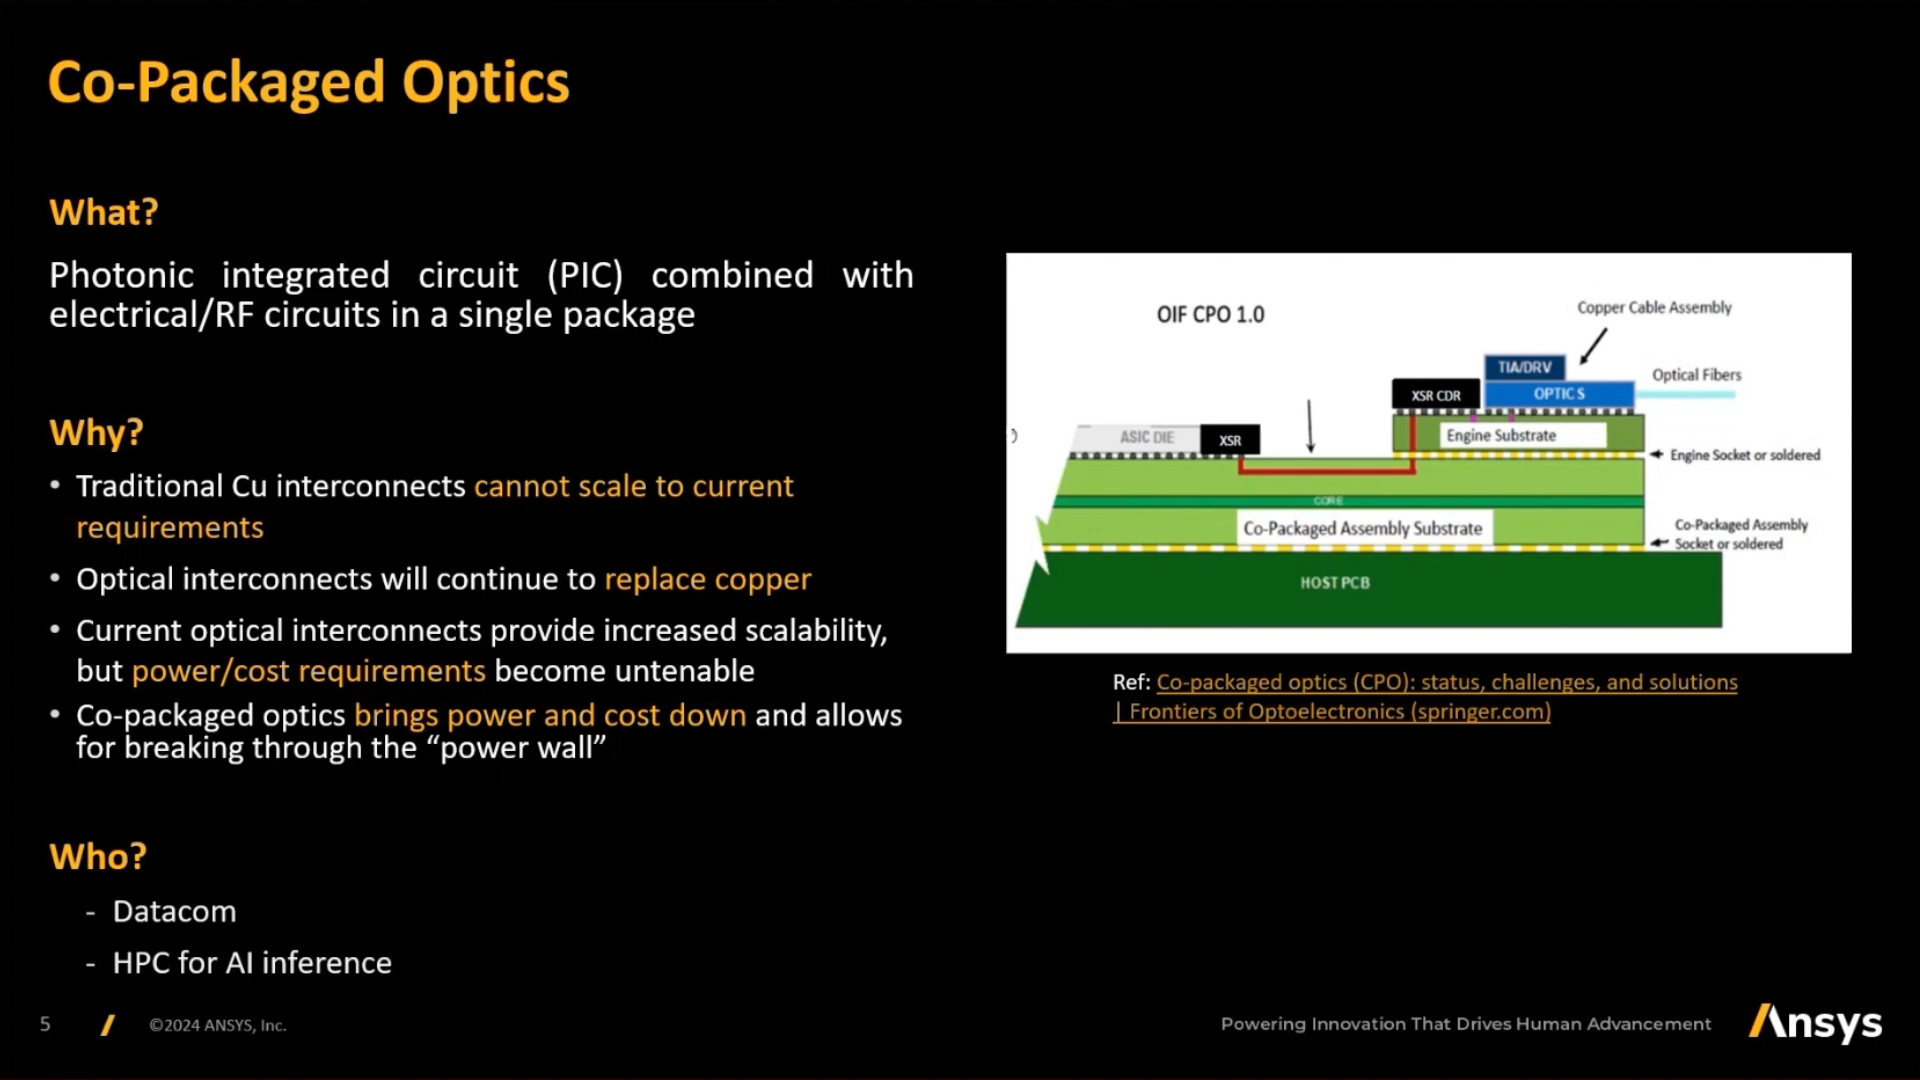 Co-Packaged Optics
What?
Photonic integrated circuit (PIC) combined with
electrical/RF circuits in a single package
Why?
• Traditional Cu interconnects cannot scale to current
requirements
• Optical interconnects will continue to replace copper
• Current optical interconnects provide increased scalability,
but power/cost requirements become untenable
• Co-packaged optics brings power and cost down and allows
for breaking through the “power wall”
Who?
- Datacom
- HPC for AI inference
OIF CPO 1.0
Copper Cable Assembly
TIA/DRV
Optical Fibers
XSR CDR
OPTICS
ASIC DIE
XSR
Engine Substrate
Engine Socket or soldered
CORE
Co-Packaged Assembly Substrate
Co-Packaged Assembly
Socket or soldered
HOST PCB
Ref: Co-packaged optics (CPO): status, challenges, and solutions
| Frontiers of Optoelectronics (springer.com)
5
©2024 ANSYS, Inc.
Powering Innovation That Drives Human Advancement
Ansys